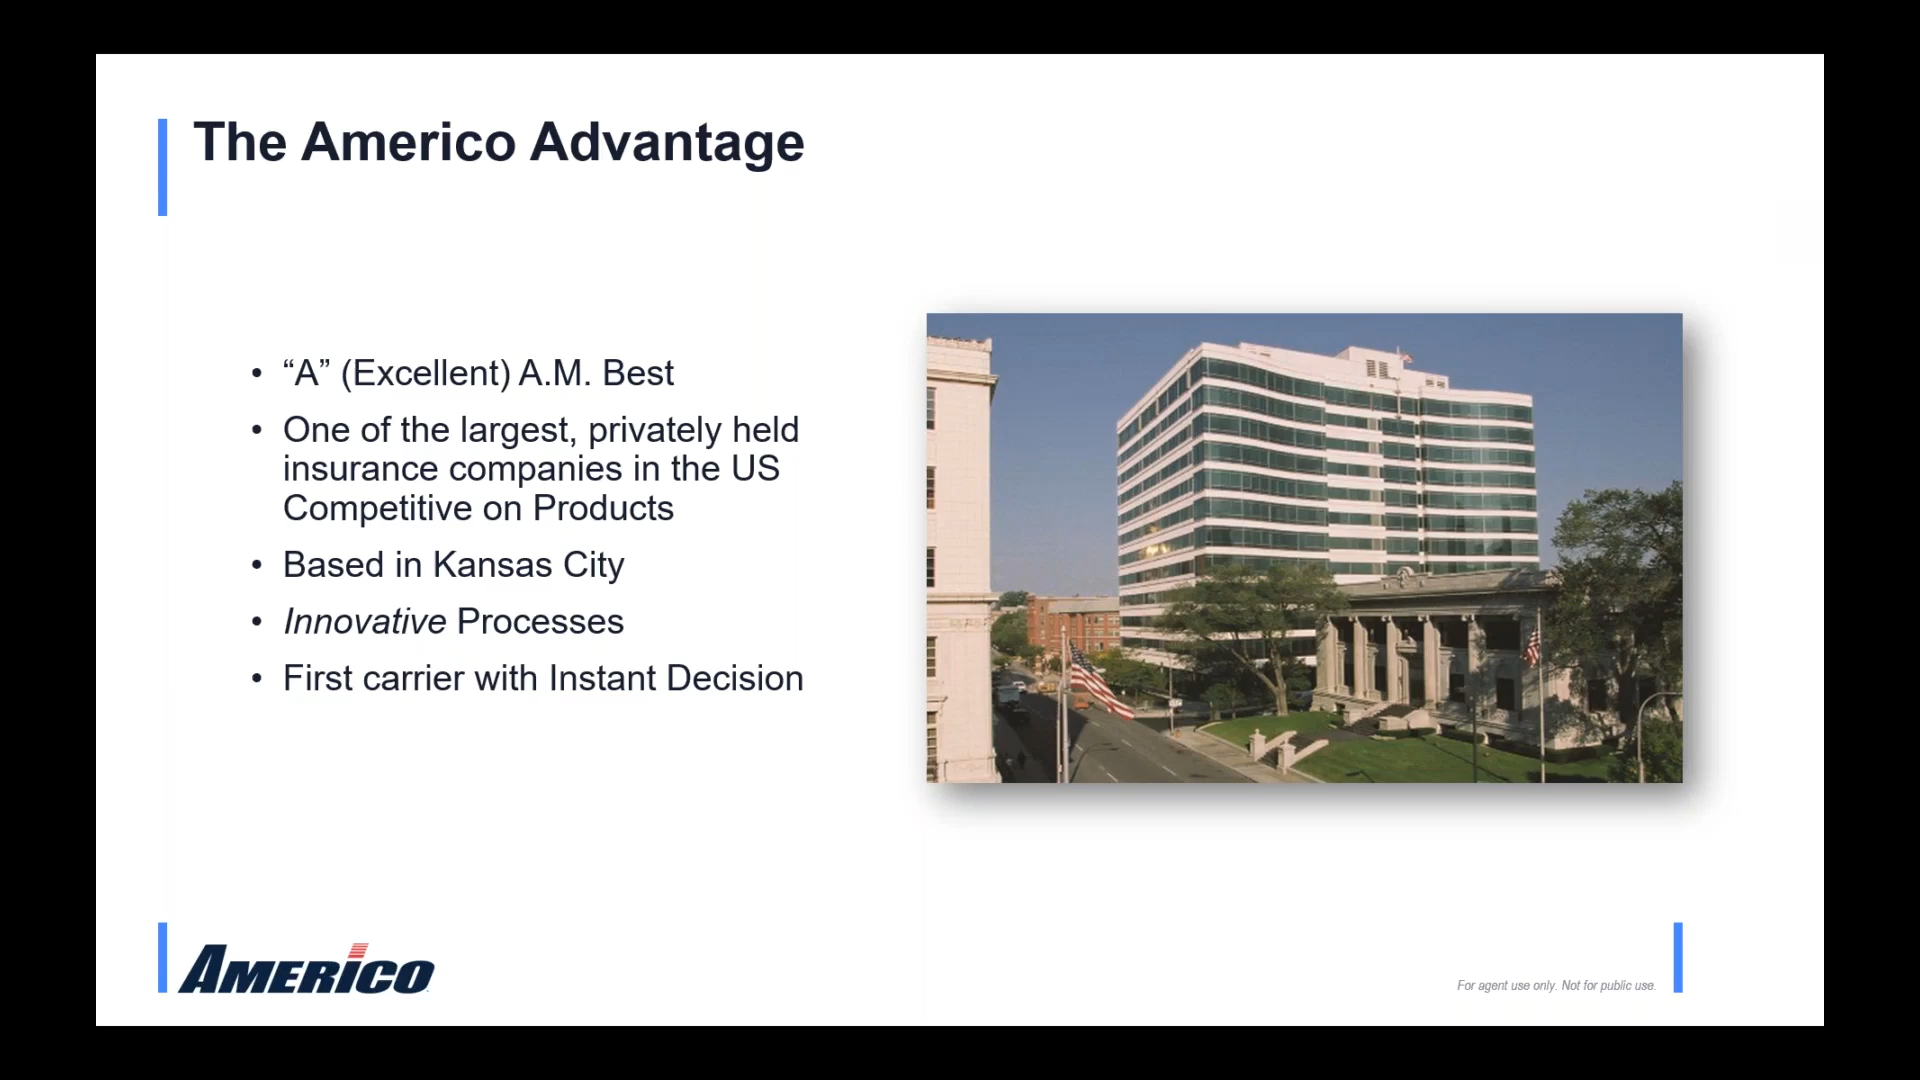 The Americo Advantage
• “A” (Excellent) A.M. Best
• One of the largest, privately held
insurance companies in the US
Competitive on Products
• Based in Kansas City
• Innovative Processes
• First carrier with Instant Decision
AMERICO
For agent use only. Not for public use.